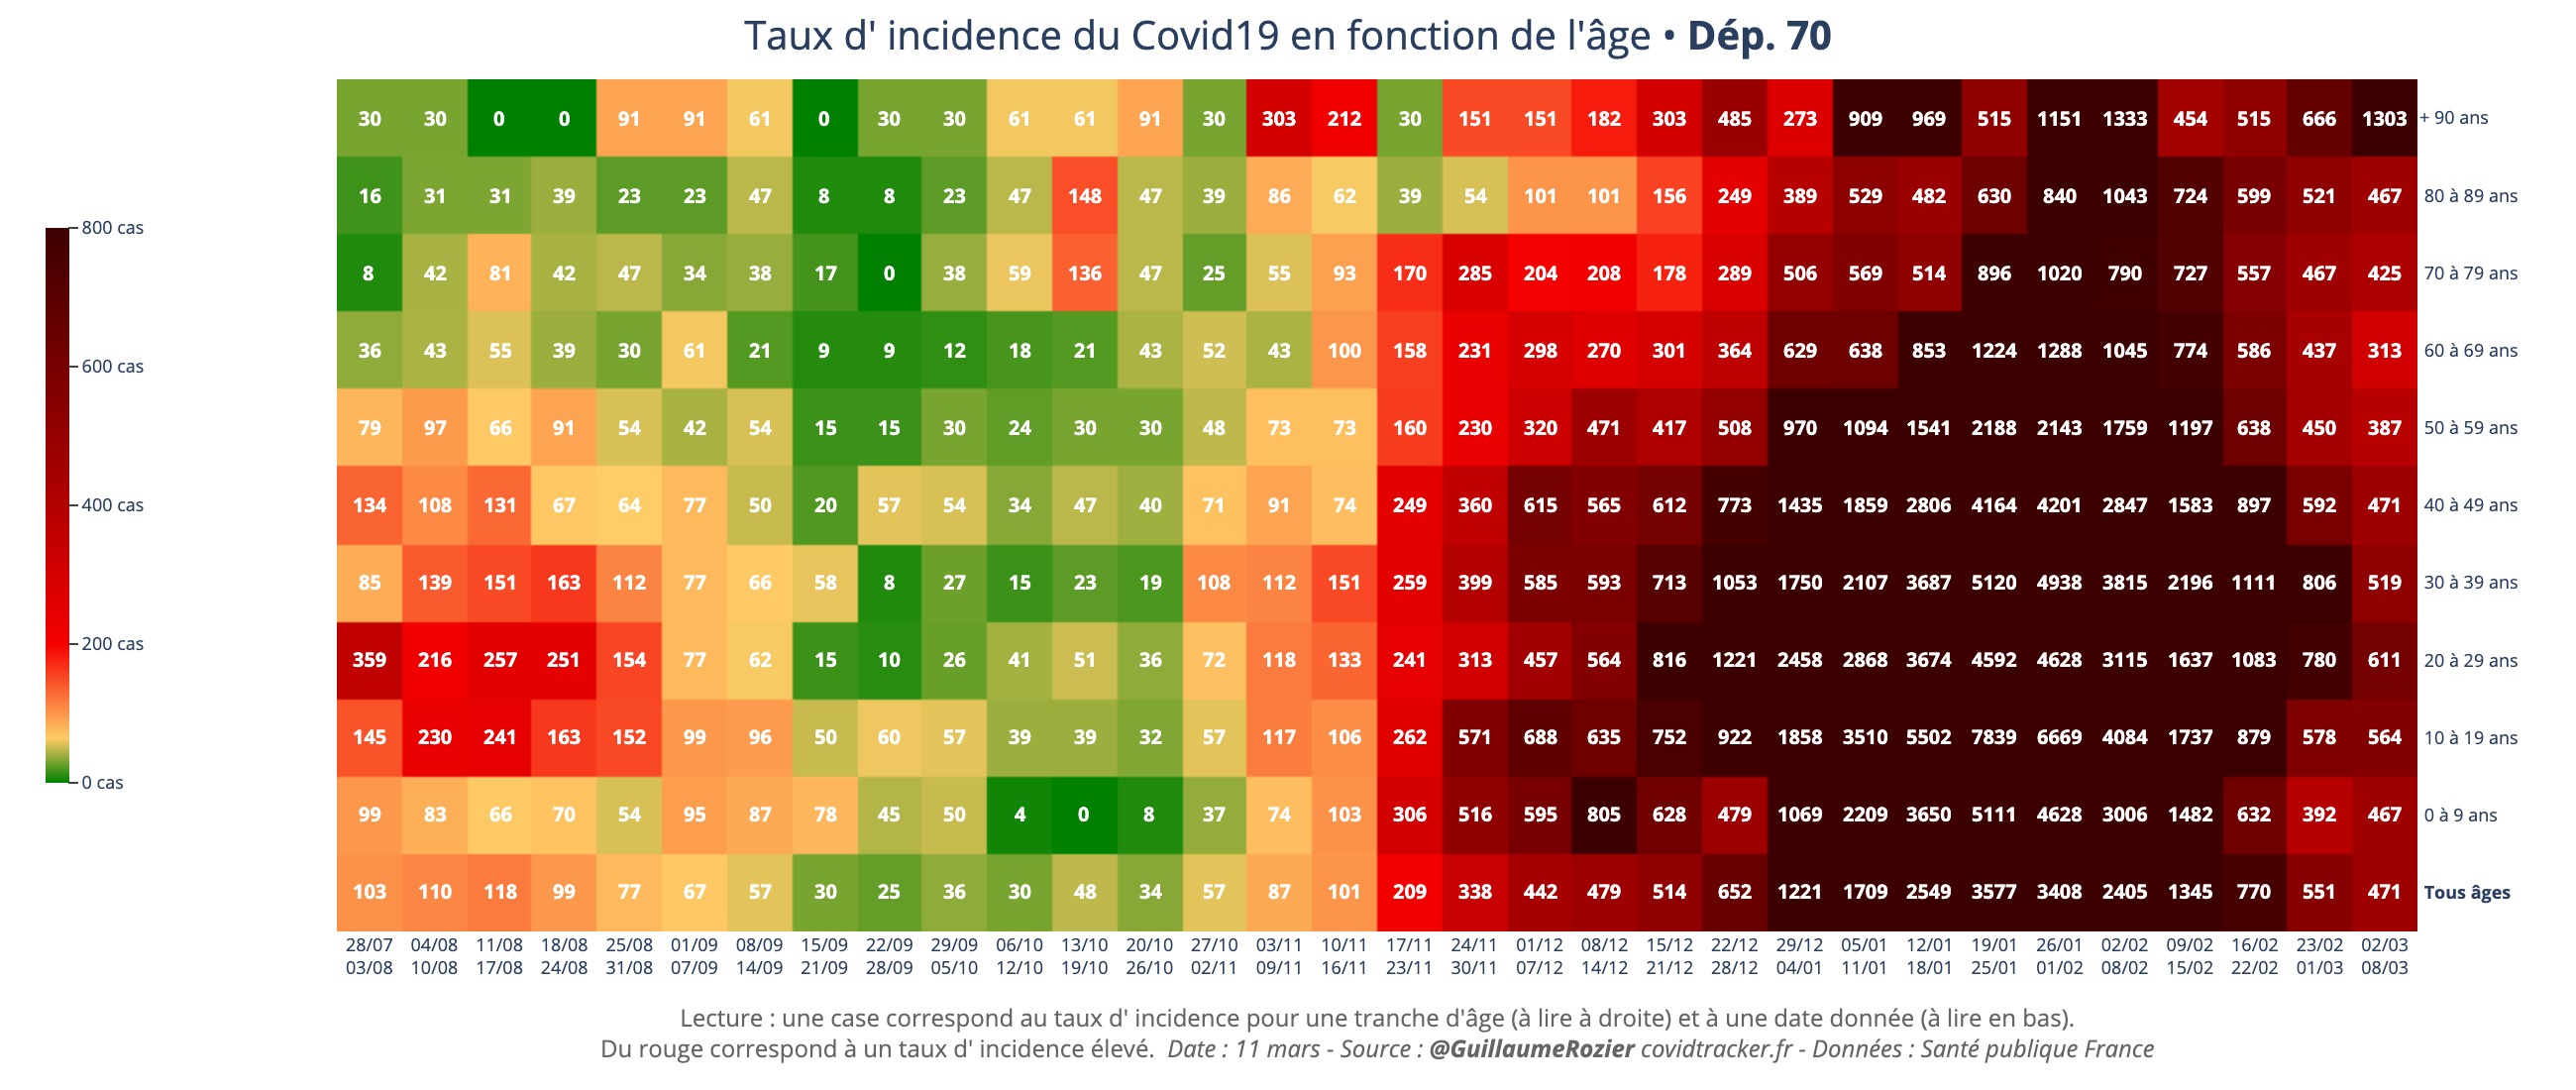 Taux d' incidence du Covid19 en fonction de l'âge • Dép. 70
30 30 0 0 91 91 61 0 30 30 61 61 91 30 303 212 30 151 151 182 303 485 273 909 969 515 1151 1333 454 515 666 1303 + 90 ans
16 31 31 39 23 23 47 8 8 23 47 148 47 39 86 62 39 54 101 101 156 249 389 529 482 630 840 1043 724 599 521 467 80 à 89 ans
8 42 81 42 47 34 38 17 0 38 59 136 47 25 55 93 170 285 204 208 178 289 506 569 514 896 1020 790 727 557 467 425 70 à 79 ans
36 43 55 39 30 61 21 9 9 12 18 21 43 52 43 100 158 231 298 270 301 364 629 638 853 1224 1288 1045 774 586 437 313 60 à 69 ans
79 97 66 91 54 42 54 15 15 30 24 30 30 48 73 73 160 230 320 471 417 508 970 1094 1541 2188 2143 1759 1197 638 450 387 50 à 59 ans
134 108 131 67 64 77 50 20 57 54 34 47 40 71 91 74 249 360 615 565 612 773 1435 1859 2806 4164 4201 2847 1583 897 592 471 40 à 49 ans
85 139 151 163 112 77 66 58 8 27 15 23 19 108 112 151 259 399 585 593 713 1053 1750 2107 3687 5120 4938 3815 2196 1111 806 519 30 à 39 ans
359 216 257 251 154 77 62 15 10 26 41 51 36 72 118 133 241 313 457 564 816 1221 2458 2868 3674 4592 4628 3115 1637 1083 780 611 20 à 29 ans
145 230 241 163 152 99 96 50 60 57 39 39 32 57 117 106 262 571 688 635 752 922 1858 3510 5502 7839 6669 4084 1737 879 578 564 10 à 19 ans
99 83 66 70 54 95 87 78 45 50 4 0 8 37 74 103 306 516 595 805 628 479 1069 2209 3650 5111 4628 3006 1482 632 392 467 0 à 9 ans
103 110 118 99 77 67 57 30 25 36 30 48 34 57 87 101 209 338 442 479 514 652 1221 1709 2549 3577 3408 2405 1345 770 551 471 Tous âges
28/07 04/08 11/08 18/08 25/08 01/09 08/09 15/09 22/09 29/09 06/10 13/10 20/10 27/10 03/11 10/11 17/11 24/11 01/12 08/12 15/12 22/12 29/12 05/01 12/01 19/01 26/01 02/02 09/02 16/02 23/02 02/03
03/08 10/08 17/08 24/08 31/08 07/09 14/09 21/09 28/09 05/10 12/10 19/10 26/10 02/11 09/11 16/11 23/11 30/11 07/12 14/12 21/12 28/12 04/01 11/01 18/01 25/01 01/02 08/02 15/02 22/02 01/03 08/03
800 cas
600 cas
400 cas
200 cas
0 cas
Lecture : une case correspond au taux d' incidence pour une tranche d'âge (à lire à droite) et à une date donnée (à lire en bas).
Du rouge correspond à un taux d' incidence élevé. Date : 11 mars - Source : @GuillaumeRozier covidtracker.fr - Données : Santé publique France